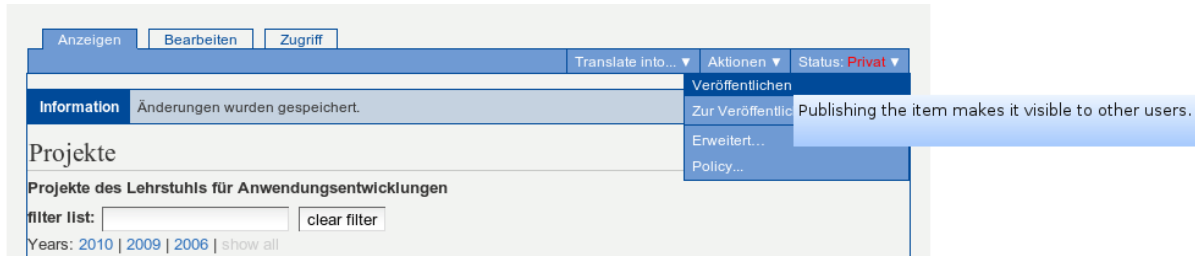 Anzeigen Bearbeiten Zugriff
Translate into... ▼ Aktionen ▼ Status: Privat ▼
Veröffentlichen
Information Änderungen wurden gespeichert.
Zur Veröffentlic
Publishing the item makes it visible to other users.
Erweitert...
Policy...
Projekte
Projekte des Lehrstuhls für Anwendungsentwicklungen
filter list: clear filter
Years: 2010 | 2009 | 2006 | show all